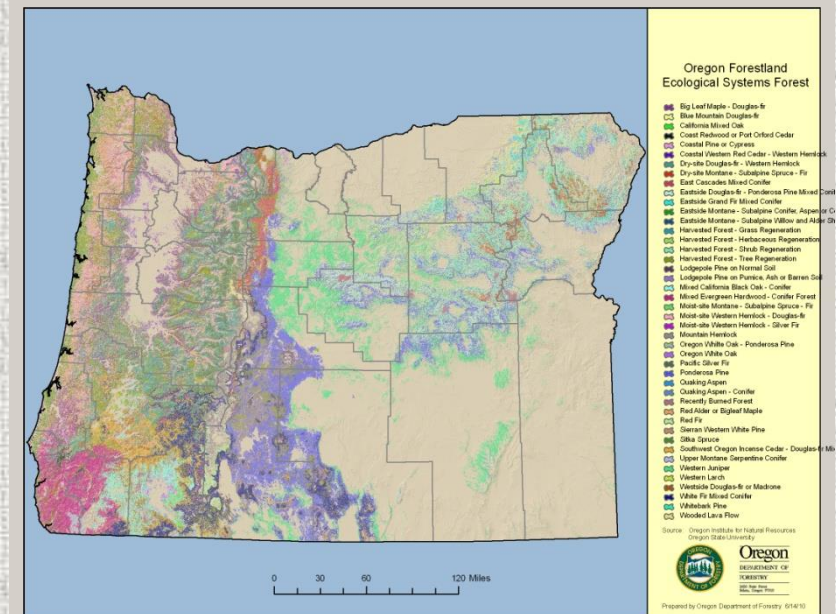 Oregon Forestland
Ecological Systems Forest
Big Leaf Maple - Douglas-fir
Blue Mountain Douglas-fir
California Mixed Oak
Coast Redwood or Port Orford Cedar
Coastal Pine or Cypress
Coastal Western Red Cedar - Western Hemlock
Dry-site Douglas-fir - Western Hemlock
Dry-site Montane - Subalpine Spruce - Fir
East Cascades Mixed Conifer
Eastside Douglas-fir - Ponderosa Pine Mixed Coni
Eastside Grand Fir Mixed Conifer
Eastside Montane - Subalpine Conifer, Aspen or C
Eastside Montane - Subalpine Willow and Alder Sh
Harvested Forest - Grass Regeneration
Harvested Forest - Herbaceous Regeneration
Harvested Forest - Shrub Regeneration
Harvested Forest - Tree Regeneration
Lodgepole Pine on Normal Soil
Lodgepole Pine on Pumice, Ash or Barren Soil
Mixed California Black Oak - Conifer
Mixed Evergreen Hardwood - Conifer Forest
Moist-site Montane - Subalpine Spruce - Fir
Moist-site Western Hemlock - Douglas-fir
Moist-site Western Hemlock - Silver Fir
Mountain Hemlock
Oregon White Oak - Ponderosa Pine
Oregon White Oak
Pacific Silver Fir
Ponderosa Pine
Quaking Aspen
Quaking Aspen - Conifer
Recently Burned Forest
Red Alder or Bigleaf Maple
Red Fir
Sierran Western White Pine
Sitka Spruce
Southwest Oregon Incense Cedar - Douglas-fir Mi
Upper Montane Serpentine Conifer
Western Juniper
Western Larch
Westside Douglas-fir or Madrone
White Fir Mixed Conifer
Whitebark Pine
Wooded Lava Flow
Source: Oregon Institute for Natural Resources
Oregon State University
Oregon
DEPARTMENT OF
FORESTRY
0 30 60 120 Miles
Prepared by Oregon Department of Forestry 6/14/10